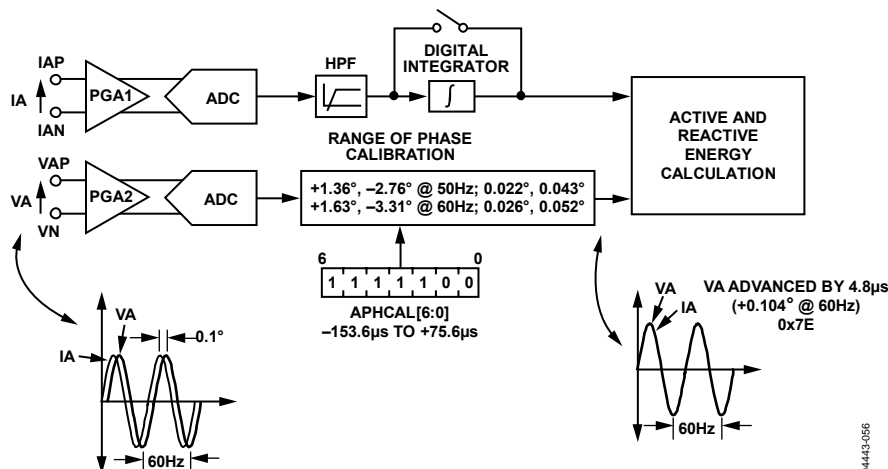 IAP
IA
IAN
PGA1
ADC
HPF
DIGITAL
INTEGRATOR
∫
ACTIVE AND
REACTIVE
ENERGY
CALCULATION
RANGE OF PHASE
CALIBRATION
VAP
VA
VN
PGA2
ADC
+1.36°, –2.76° @ 50Hz; 0.022°, 0.043°
+1.63°, –3.31° @ 60Hz; 0.026°, 0.052°
6 0
1 1 1 1 1 0 0
APHCAL[6:0]
–153.6µs TO +75.6µs
VA
IA
0.1°
60Hz
VA
IA
VA ADVANCED BY 4.8µs
(+0.104° @ 60Hz)
0x7E
60Hz
04443-056